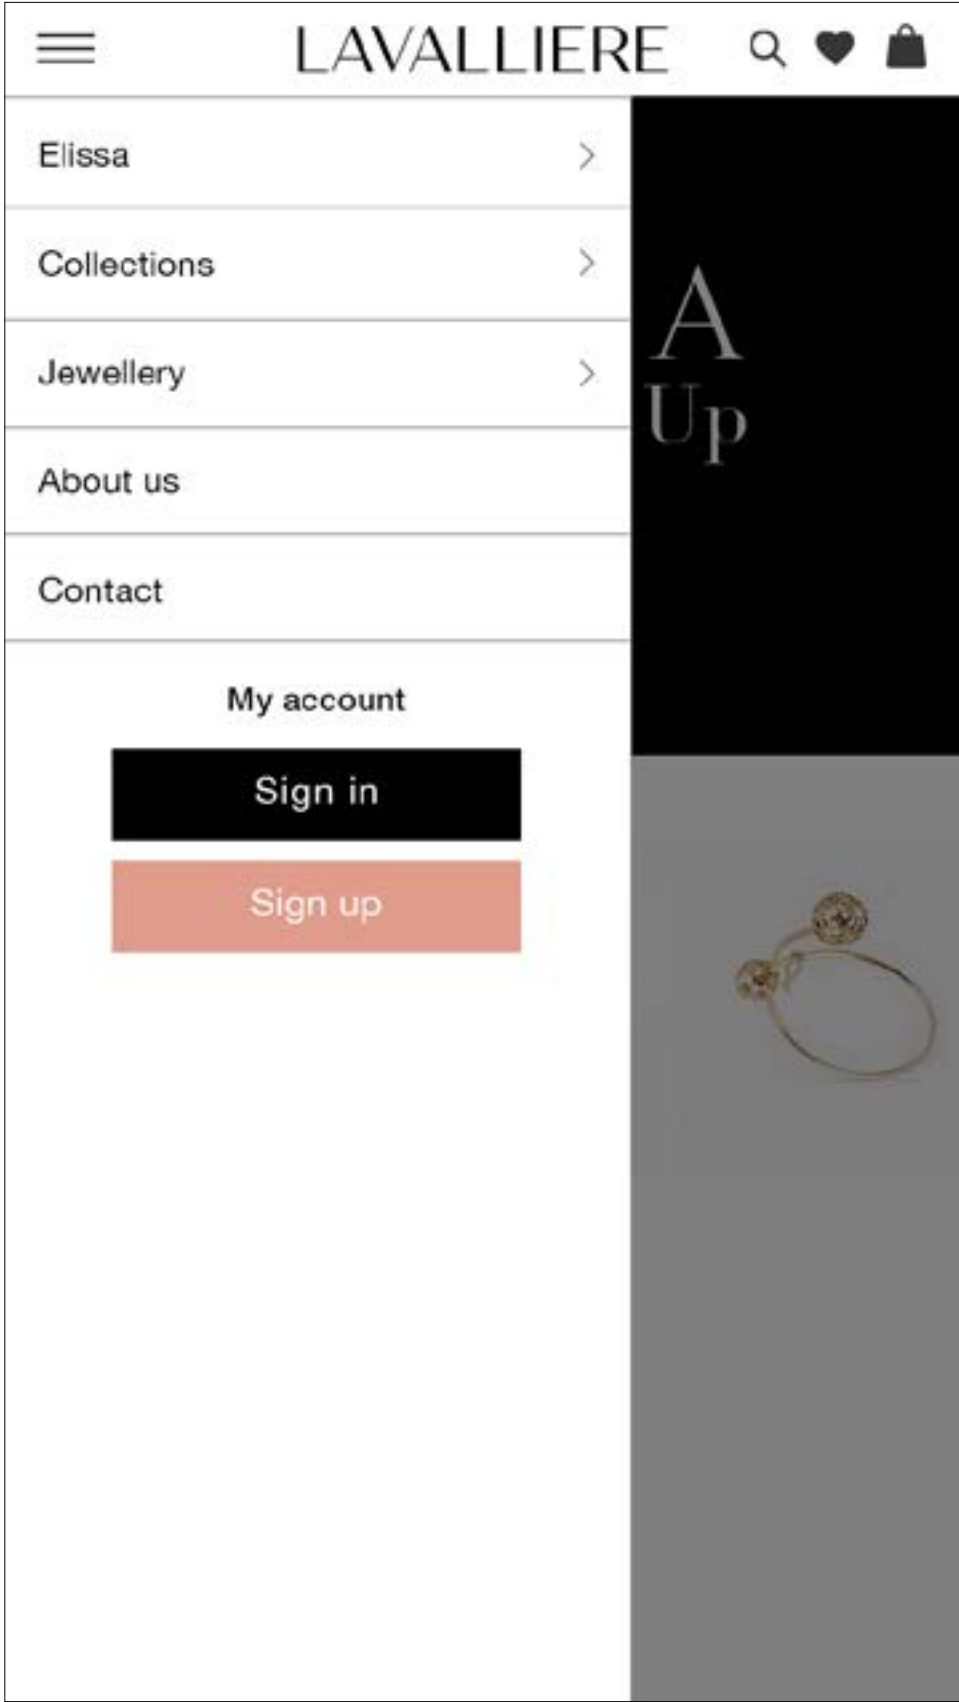 LAVALLIERE
Elissa
Collections
Jewellery
About us
Contact
My account
Sign in
Sign up
A
Up